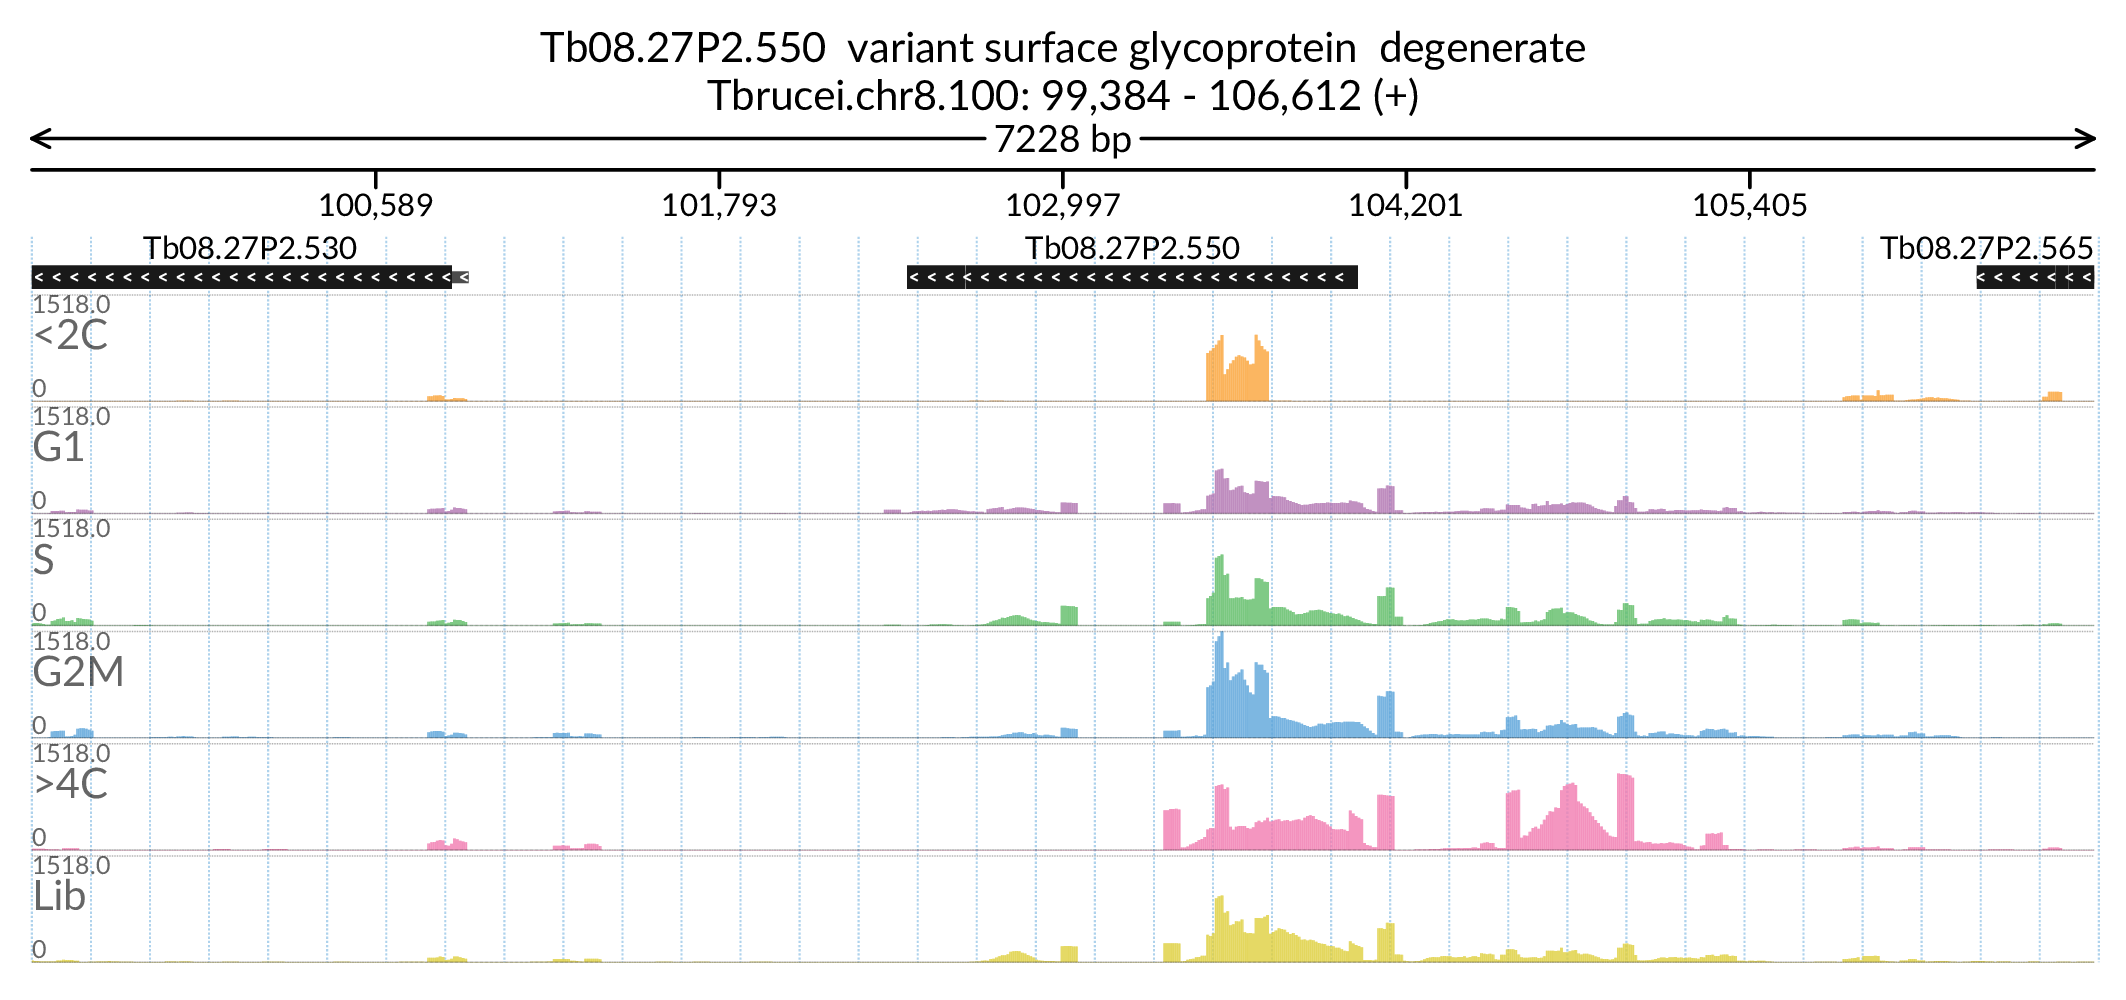 Tb08.27P2.550 variant surface glycoprotein degenerate
Tbrucei.chr8.100: 99,384 - 106,612 (+)
7228 bp
100,589 101,793 102,997 104,201 105,405
Tb08.27P2.530 Tb08.27P2.550 Tb08.27P2.565
1518.0
<2C
0
1518.0
G1
0
1518.0
S
0
1518.0
G2M
0
1518.0
>4C
0
1518.0
Lib
0